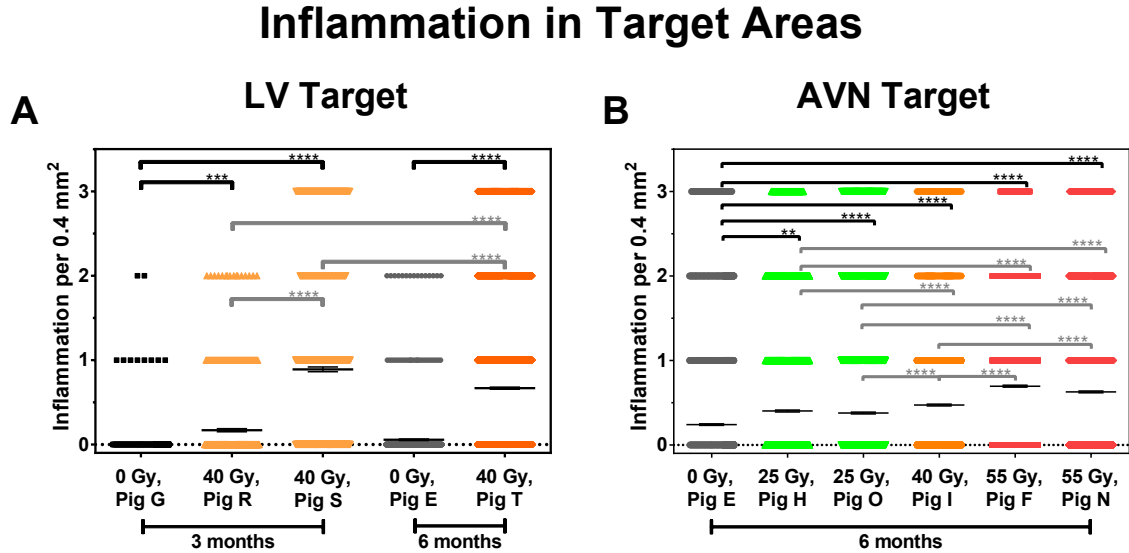 Inflammation in Target Areas
A
LV Target
Inflammation per 0.4 mm²
3
2
1
0
****
***
****
****
****
****
0 Gy, Pig G
40 Gy, Pig R
40 Gy, Pig S
0 Gy, Pig E
40 Gy, Pig T
3 months
6 months
B
AVN Target
Inflammation per 0.4 mm²
3
2
1
0
****
****
****
****
**
****
****
****
****
****
****
****
****
0 Gy, Pig E
25 Gy, Pig H
25 Gy, Pig O
40 Gy, Pig I
55 Gy, Pig F
55 Gy, Pig N
6 months